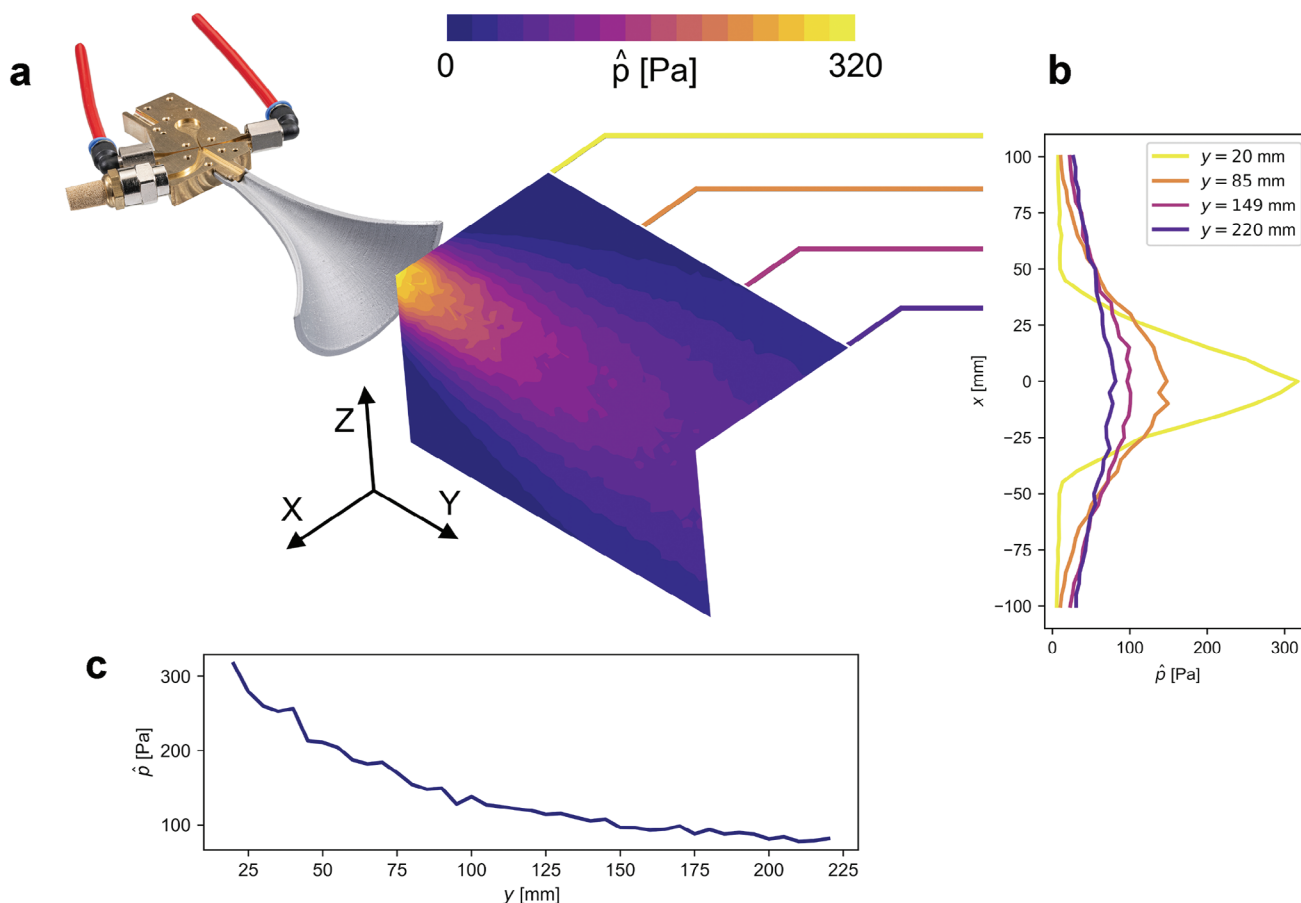 a
0 p̂ [Pa] 320
b
X
Y
Z
y = 20 mm
y = 85 mm
y = 149 mm
y = 220 mm
100
75
50
25
0
−25
−50
−75
−100
x [mm]
0 100 200 300
p̂ [Pa]
c
300
200
100
p̂ [Pa]
25 50 75 100 125 150 175 200 225
y [mm]